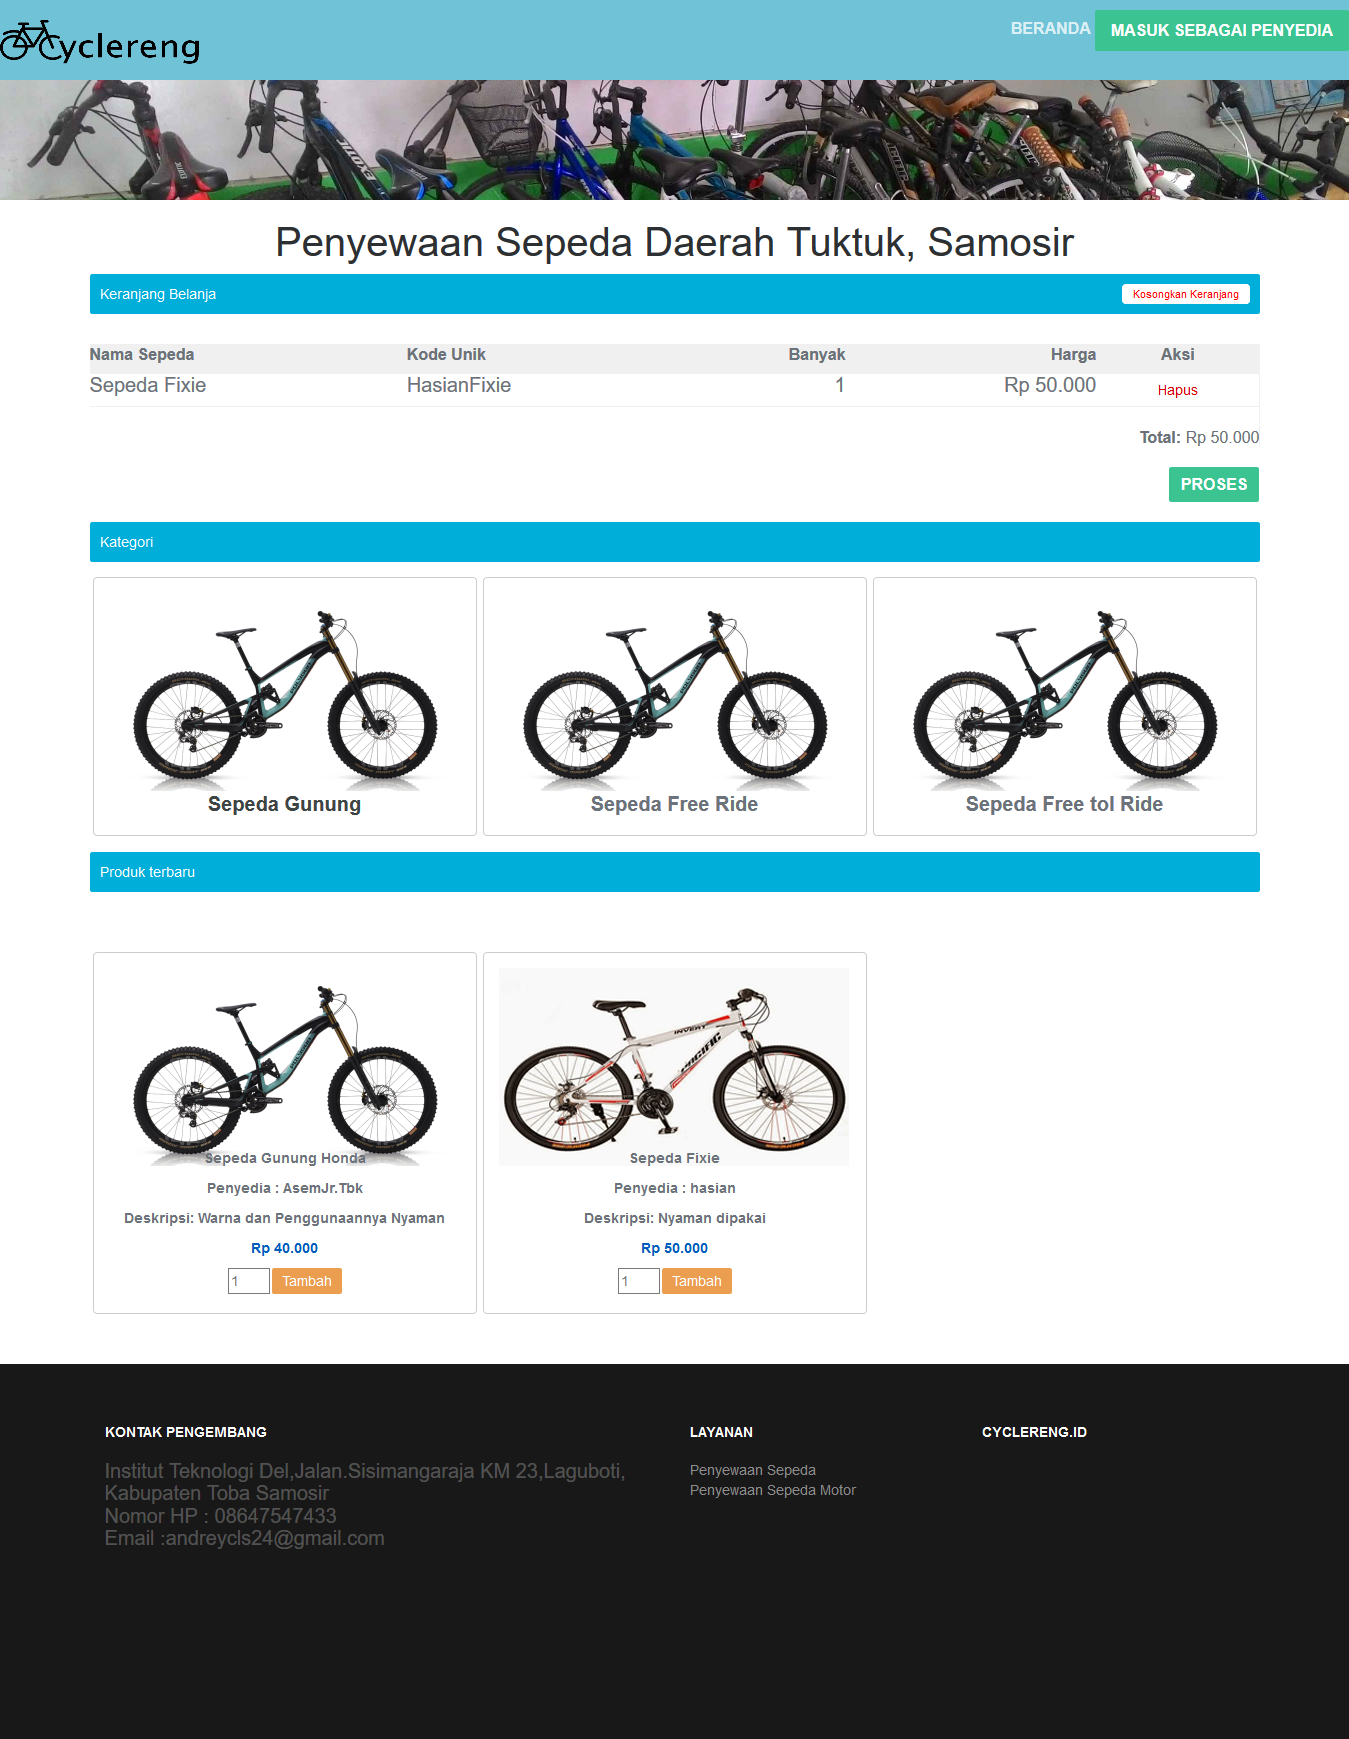 Cyclereng
BERANDA
MASUK SEBAGAI PENYEDIA
Penyewaan Sepeda Daerah Tuktuk, Samosir
Keranjang Belanja
Kosongkan Keranjang
Nama Sepeda Kode Unik Banyak Harga Aksi
Sepeda Fixie HasianFixie 1 Rp 50.000 Hapus
Total: Rp 50.000
PROSES
Kategori
Sepeda Gunung
Sepeda Free Ride
Sepeda Free tol Ride
Produk terbaru
Sepeda Gunung Honda
Penyedia : AsemJr.Tbk
Deskripsi: Warna dan Penggunaannya Nyaman
Rp 40.000
1 Tambah
INVERT
PACIFIC
Sepeda Fixie
Penyedia : hasian
Deskripsi: Nyaman dipakai
Rp 50.000
1 Tambah
KONTAK PENGEMBANG
Institut Teknologi Del,Jalan.Sisimangaraja KM 23,Laguboti,
Kabupaten Toba Samosir
Nomor HP : 08647547433
Email :andreycls24@gmail.com
LAYANAN
Penyewaan Sepeda
Penyewaan Sepeda Motor
CYCLERENG.ID